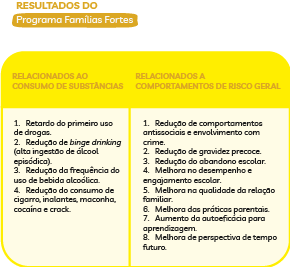 RESULTADOS DO
Programa Famílias Fortes
RELACIONADOS AO
CONSUMO DE SUBSTÂNCIAS
1. Retardo do primeiro uso
de drogas.
2. Redução de binge drinking
(alta ingestão de álcool
episódica).
3. Redução da frequência do
uso de bebida alcoólica.
4. Redução do consumo de
cigarro, inalantes, maconha,
cocaína e crack.
RELACIONADOS A
COMPORTAMENTOS DE RISCO GERAL
1. Redução de comportamentos
antissociais e envolvimento com
crime.
2. Redução de gravidez precoce.
3. Redução do abandono escolar.
4. Melhora no desempenho e
engajamento escolar.
5. Melhora na qualidade da relação
familiar.
6. Melhora das práticas parentais.
7. Aumento da autoeficácia para
aprendizagem.
8. Melhora de perspectiva de tempo
futuro.